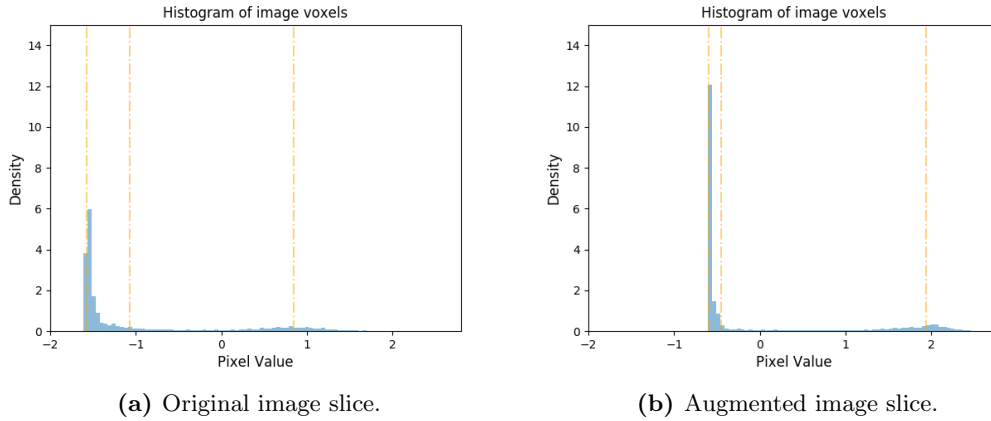 Histogram of image voxels
14
12
10
8
6
4
2
0
Density
−2 −1 0 1 2
Pixel Value
(a) Original image slice.
Histogram of image voxels
14
12
10
8
6
4
2
0
Density
−2 −1 0 1 2
Pixel Value
(b) Augmented image slice.